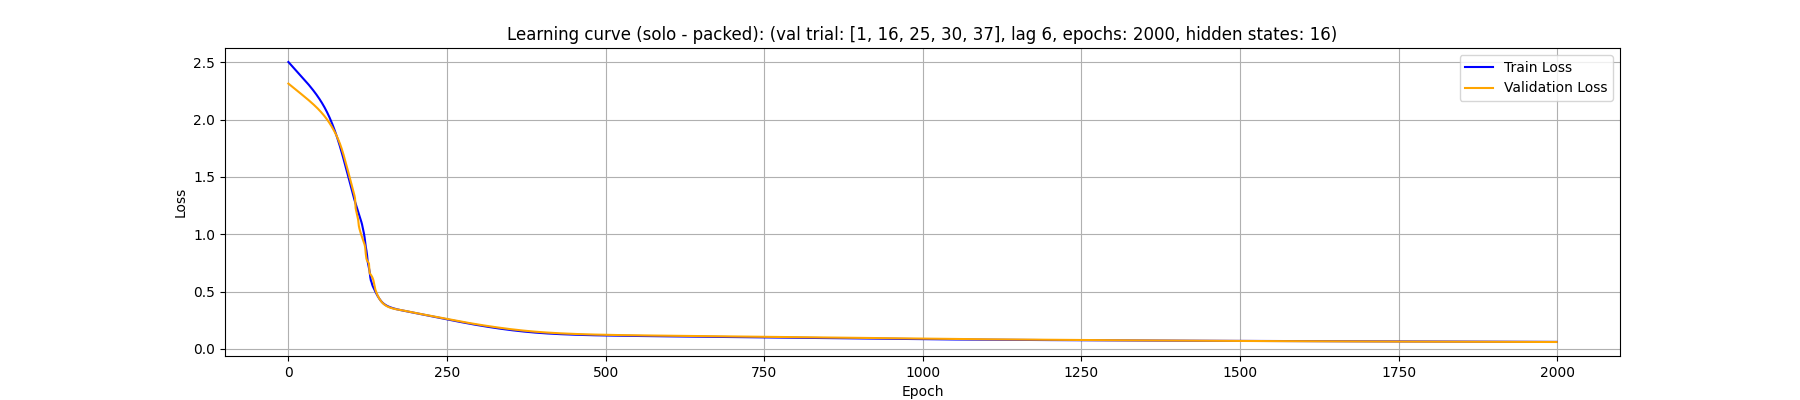 Learning curve (solo - packed): (val trial: [1, 16, 25, 30, 37], lag 6, epochs: 2000, hidden states: 16)
Train Loss
Validation Loss
2.5
2.0
1.5
1.0
0.5
0.0
Loss
0 250 500 750 1000 1250 1500 1750 2000
Epoch